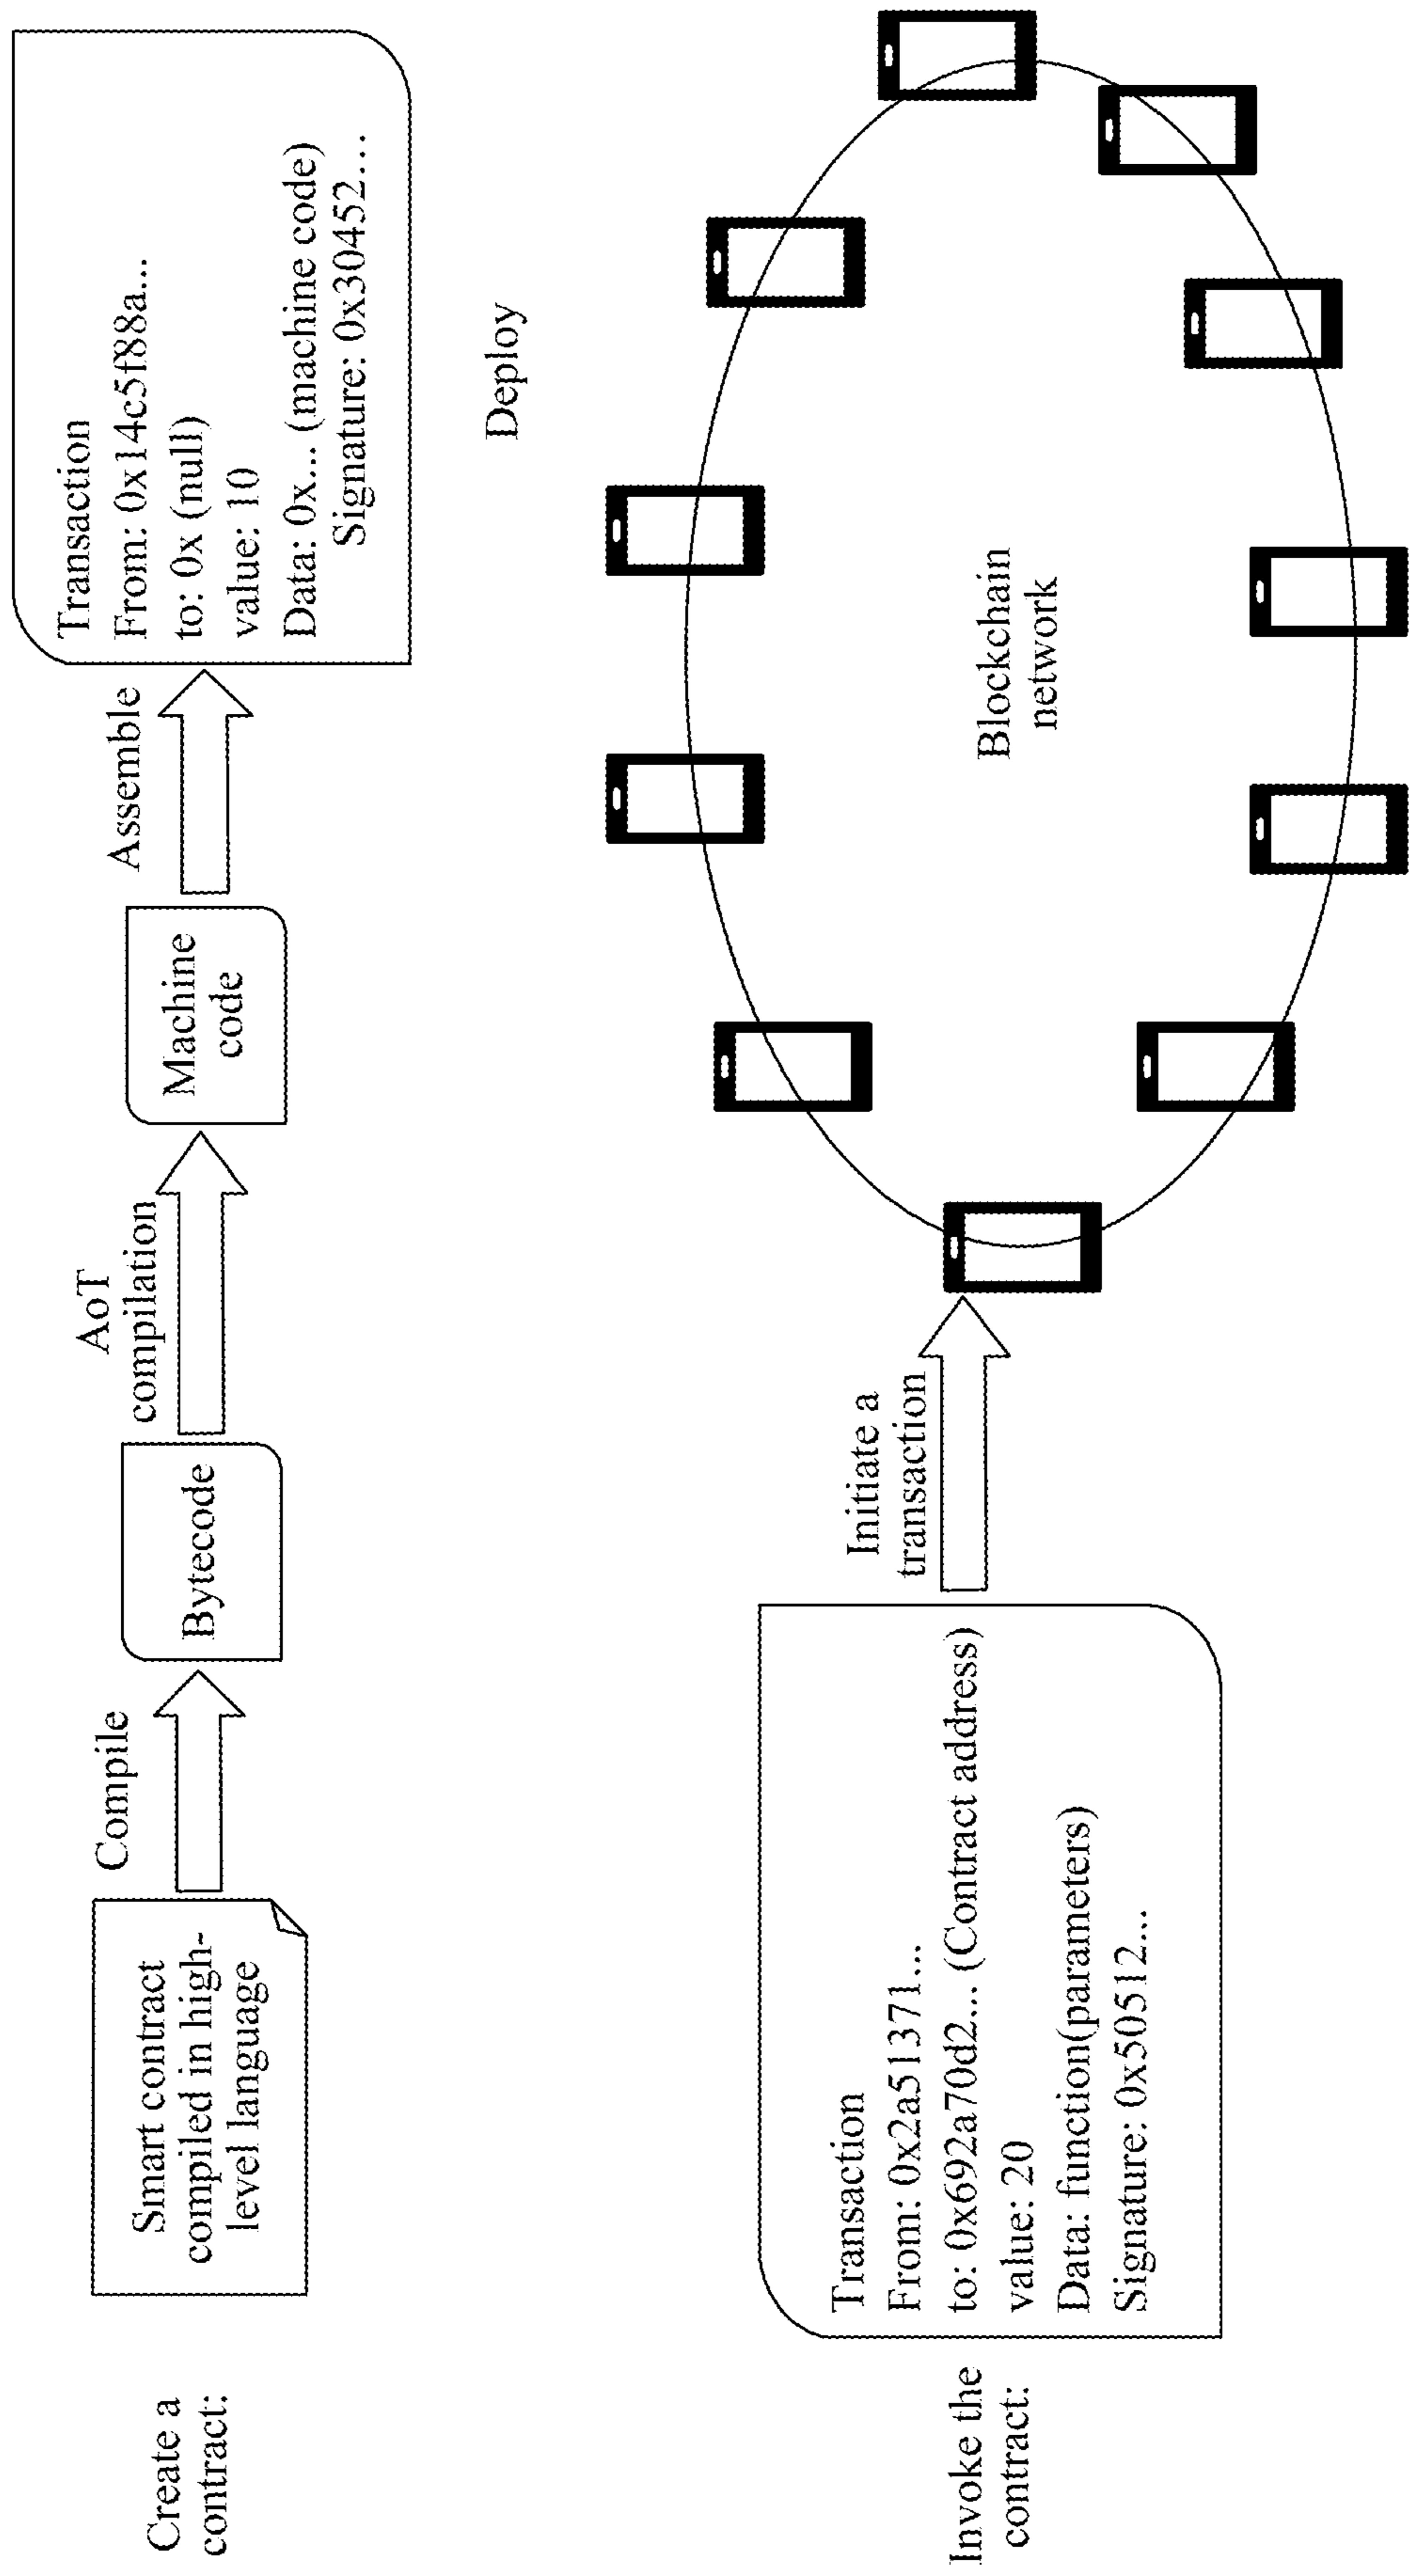 Create a
contract:
Smart contract
compiled in high-
level language
Compile
Bytecode
AoT
compilation
Machine
code
Assemble
Transaction
From: 0x14c5f88a...
to: 0x (null)
value: 10
Data: 0x... (machine code)
Signature: 0x30452...
Deploy
Invoke the
contract:
Transaction
From: 0x2a51371...
to: 0x692a70d2... (Contract address)
value: 20
Data: function(parameters)
Signature: 0x50512...
Initiate a
transaction
Blockchain
network